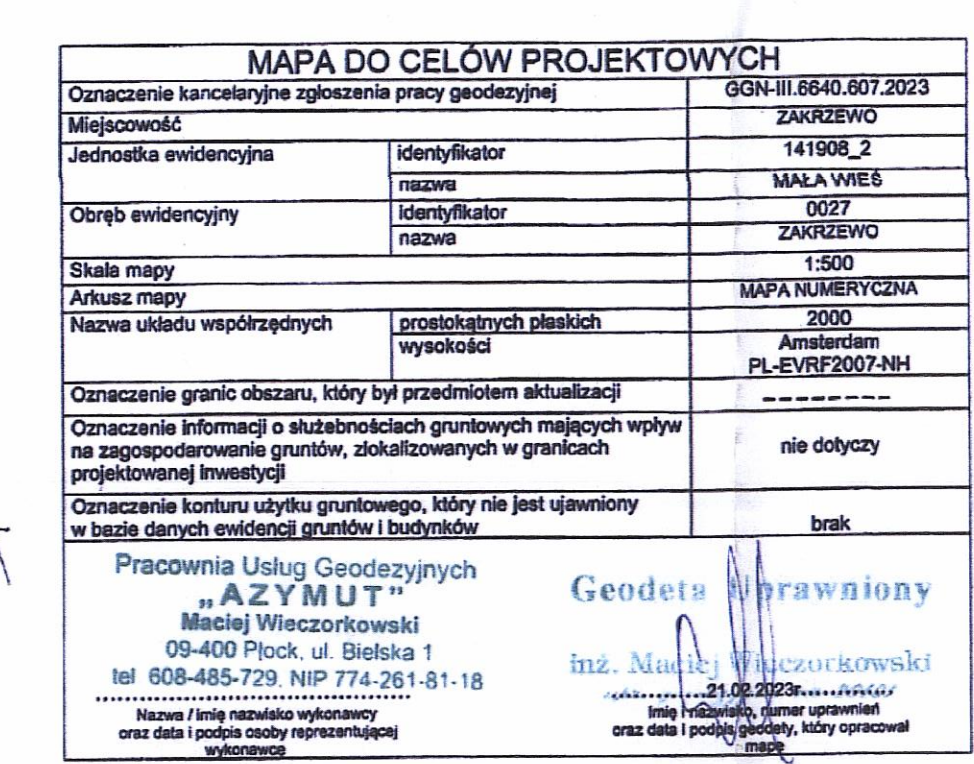 MAPA DO CELÓW PROJEKTOWYCH
Oznaczenie kancelaryjne zgłoszenia pracy geodezyjnej GGN-III.6640.607.2023
Miejscowość ZAKRZEWO
Jednostka ewidencyjna identyfikator 141908_2
nazwa MAŁA WIEŚ
Obręb ewidencyjny identyfikator 0027
nazwa ZAKRZEWO
Skala mapy 1:500
Arkusz mapy MAPA NUMERYCZNA
Nazwa układu współrzędnych prostokątnych płaskich 2000
wysokości Amsterdam
PL-EVRF2007-NH
Oznaczenie granic obszaru, który był przedmiotem aktualizacji
Oznaczenie informacji o służebnościach gruntowych mających wpływ
na zagospodarowanie gruntów, zlokalizowanych w granicach
projektowanej inwestycji
nie dotyczy
Oznaczenie konturu użytku gruntowego, który nie jest ujawniony
w bazie danych ewidencji gruntów i budynków brak
Pracownia Usług Geodezyjnych
„AZYMUT"
Maciej Wieczorkowski
09-400 Płock, ul. Bielska 1
tel 608-485-729. NIP 774-261-81-18
Nazwa / imię nazwisko wykonawcy
oraz data i podpis osoby reprezentującej
wykonawcę
Geodeta Uprawniony
inż. Maciej Wieczorkowski
21.02.2023r.
Imię i nazwisko, numer uprawnień
oraz data i podpis geodety, który opracował
mapę